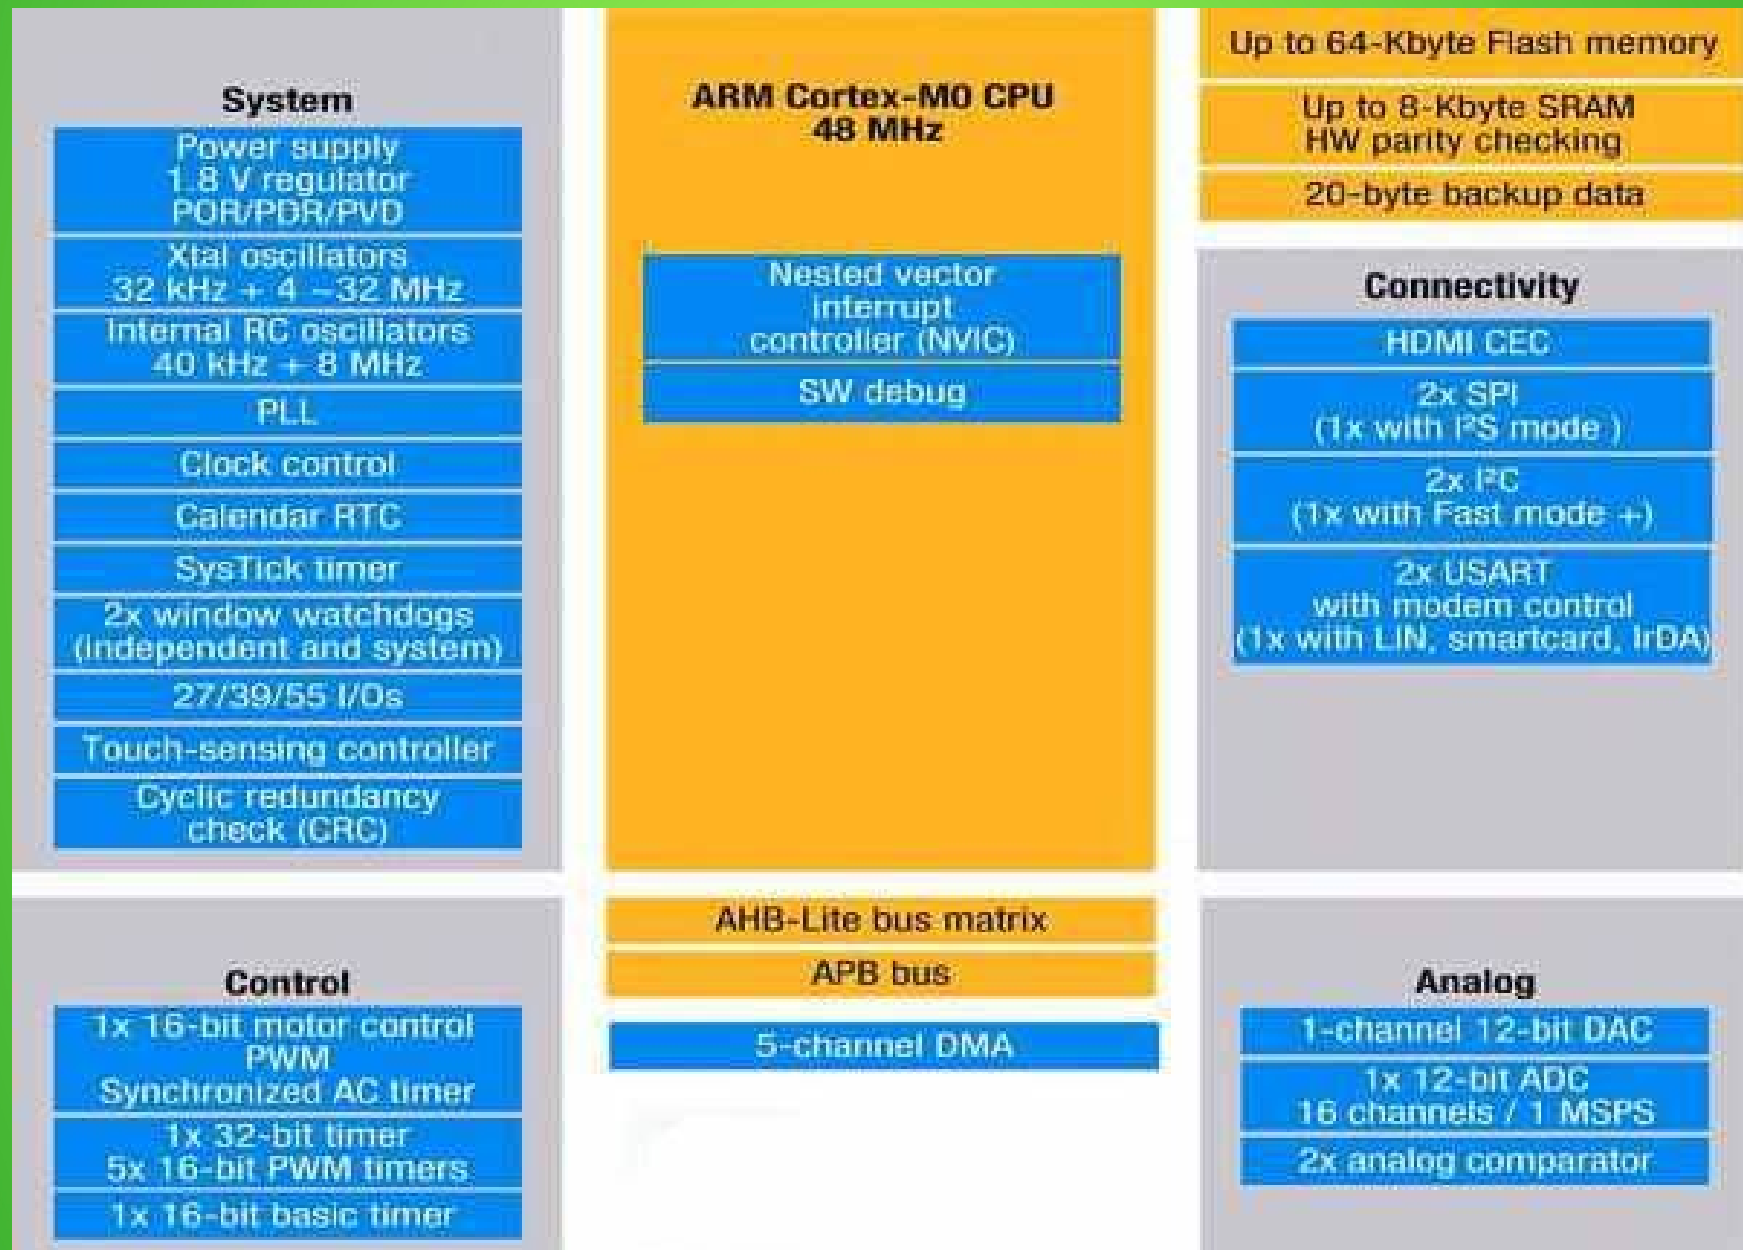 System
Power supply
1.8 V regulator
POR/PDR/PVD
Xtal oscillators
32 kHz + 4 ~32 MHz
Internal RC oscillators
40 kHz + 8 MHz
PLL
Clock control
Calendar RTC
SysTick timer
2x window watchdogs
(independent and system)
27/39/55 I/Os
Touch-sensing controller
Cyclic redundancy
check (CRC)
Control
1x 16-bit motor control
PWM
Synchronized AC timer
1x 32-bit timer
5x 16-bit PWM timers
1x 16-bit basic timer
ARM Cortex-M0 CPU
48 MHz
Nested vector
interrupt
controller (NVIC)
SW debug
AHB-Lite bus matrix
APB bus
5-channel DMA
Up to 64-Kbyte Flash memory
Up to 8-Kbyte SRAM
HW parity checking
20-byte backup data
Connectivity
HDMI CEC
2x SPI
(1x with I²S mode )
2x I²C
(1x with Fast mode +)
2x USART
with modem control
(1x with LIN, smartcard, IrDA)
Analog
1-channel 12-bit DAC
1x 12-bit ADC
16 channels / 1 MSPS
2x analog comparator